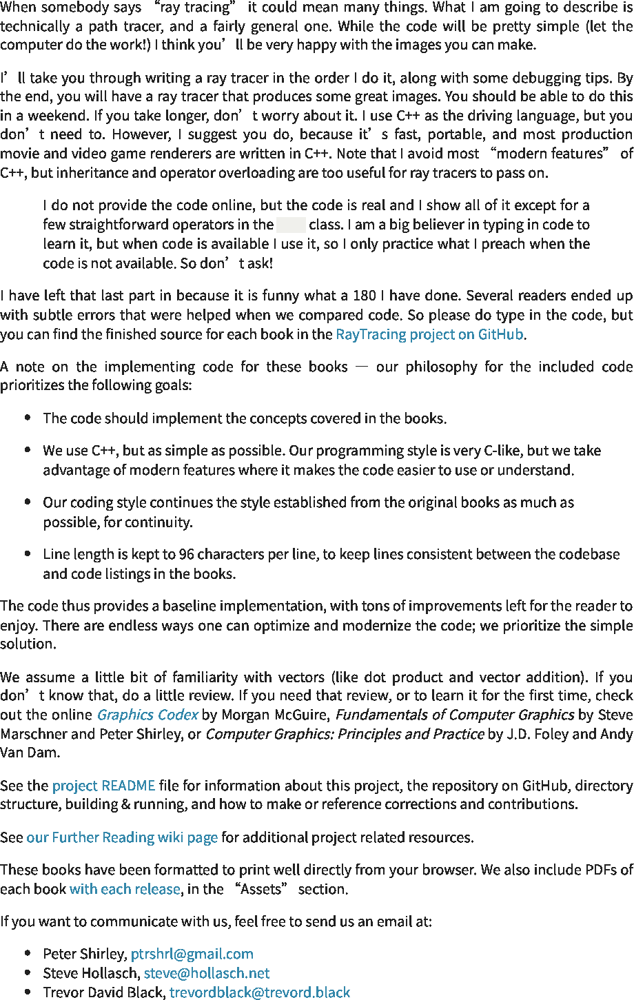 When somebody says “ray tracing” it could mean many things. What I am going to describe is
technically a path tracer, and a fairly general one. While the code will be pretty simple (let the
computer do the work!) I think you’ll be very happy with the images you can make.
I’ll take you through writing a ray tracer in the order I do it, along with some debugging tips. By
the end, you will have a ray tracer that produces some great images. You should be able to do this
in a weekend. If you take longer, don’t worry about it. I use C++ as the driving language, but you
don’t need to. However, I suggest you do, because it’s fast, portable, and most production
movie and video game renderers are written in C++. Note that I avoid most “modern features” of
C++, but inheritance and operator overloading are too useful for ray tracers to pass on.
I do not provide the code online, but the code is real and I show all of it except for a
few straightforward operators in the class. I am a big believer in typing in code to
learn it, but when code is available I use it, so I only practice what I preach when the
code is not available. So don’t ask!
I have left that last part in because it is funny what a 180 I have done. Several readers ended up
with subtle errors that were helped when we compared code. So please do type in the code, but
you can find the finished source for each book in the RayTracing project on GitHub.
A note on the implementing code for these books — our philosophy for the included code
prioritizes the following goals:
• The code should implement the concepts covered in the books.
• We use C++, but as simple as possible. Our programming style is very C-like, but we take
advantage of modern features where it makes the code easier to use or understand.
• Our coding style continues the style established from the original books as much as
possible, for continuity.
• Line length is kept to 96 characters per line, to keep lines consistent between the codebase
and code listings in the books.
The code thus provides a baseline implementation, with tons of improvements left for the reader to
enjoy. There are endless ways one can optimize and modernize the code; we prioritize the simple
solution.
We assume a little bit of familiarity with vectors (like dot product and vector addition). If you
don’t know that, do a little review. If you need that review, or to learn it for the first time, check
out the online Graphics Codex by Morgan McGuire, Fundamentals of Computer Graphics by Steve
Marschner and Peter Shirley, or Computer Graphics: Principles and Practice by J.D. Foley and Andy
Van Dam.
See the project README file for information about this project, the repository on GitHub, directory
structure, building & running, and how to make or reference corrections and contributions.
See our Further Reading wiki page for additional project related resources.
These books have been formatted to print well directly from your browser. We also include PDFs of
each book with each release, in the “Assets” section.
If you want to communicate with us, feel free to send us an email at:
• Peter Shirley, ptrshrl@gmail.com
• Steve Hollasch, steve@hollasch.net
• Trevor David Black, trevordblack@trevord.black